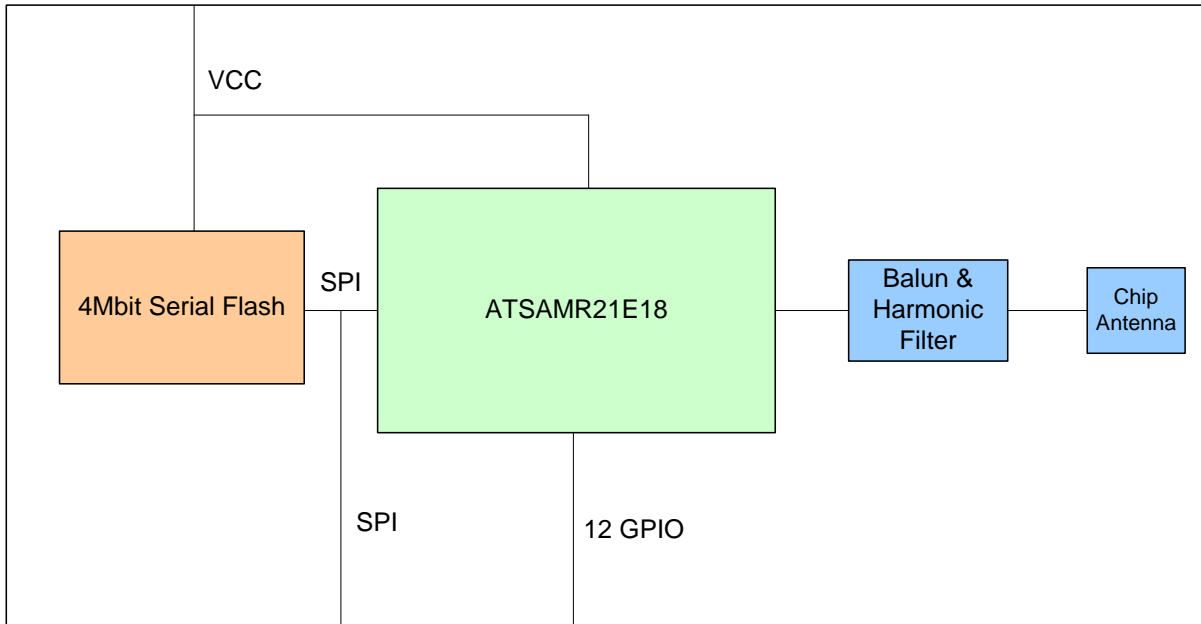 VCC
4Mbit Serial Flash
SPI
ATSAMR21E18
Balun &
Harmonic
Filter
Chip
Antenna
SPI
12 GPIO